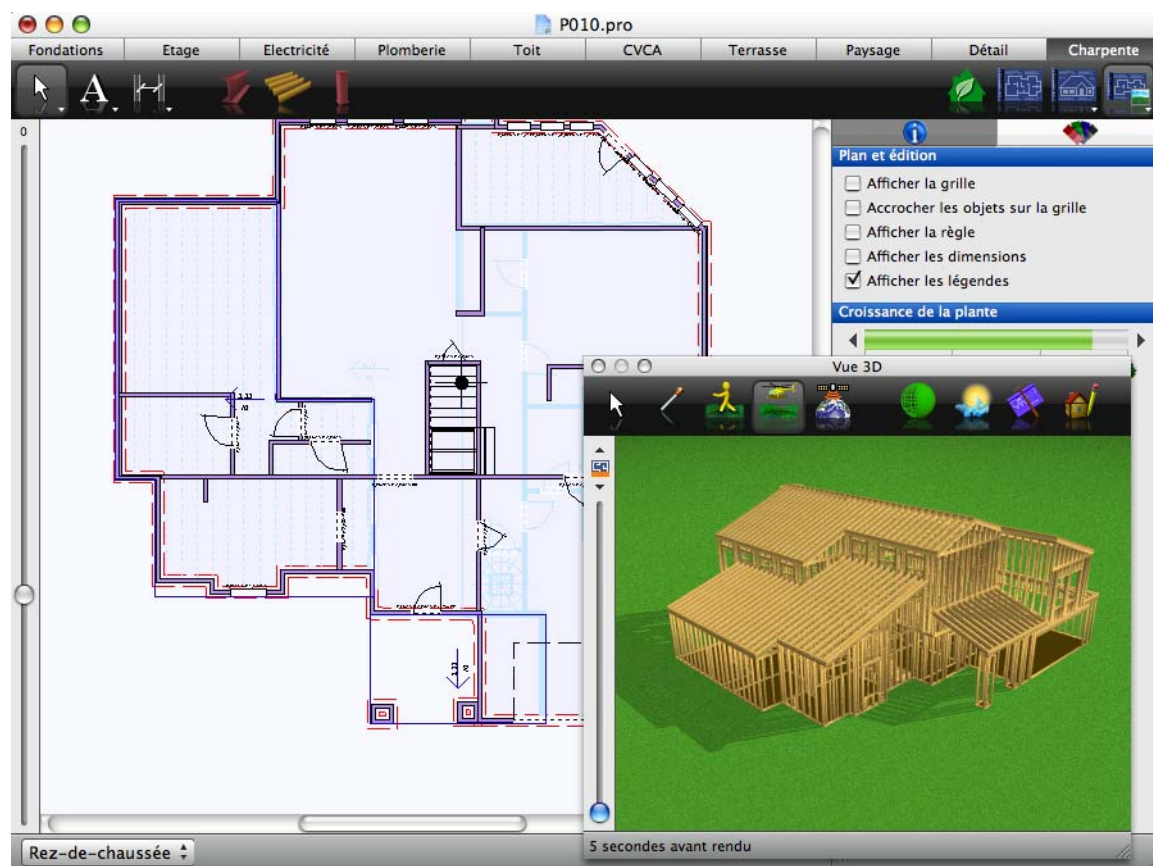 P010.pro
Fondations Etage Electricité Plomberie Toit CVCA Terrasse Paysage Détail Charpente
A
0
Plan et édition
Afficher la grille
Accrocher les objets sur la grille
Afficher la règle
Afficher les dimensions
Afficher les légendes
Croissance de la plante
Vue 3D
5 secondes avant rendu
Rez-de-chaussée